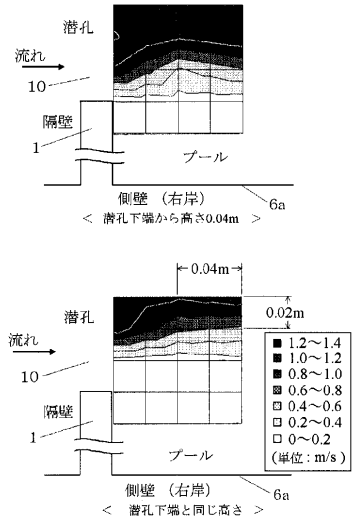 潜孔
流れ
10
隔壁
1
プール
側壁 (右岸)
6a
< 潜孔下端から高さ0.04m >
0.04m
潜孔
0.02m
流れ
10
1.2～1.4
1.0～1.2
0.8～1.0
0.6～0.8
0.4～0.6
0.2～0.4
0～0.2
(単位：m/s)
隔壁
1
プール
側壁 (右岸)
6a
< 潜孔下端と同じ高さ >